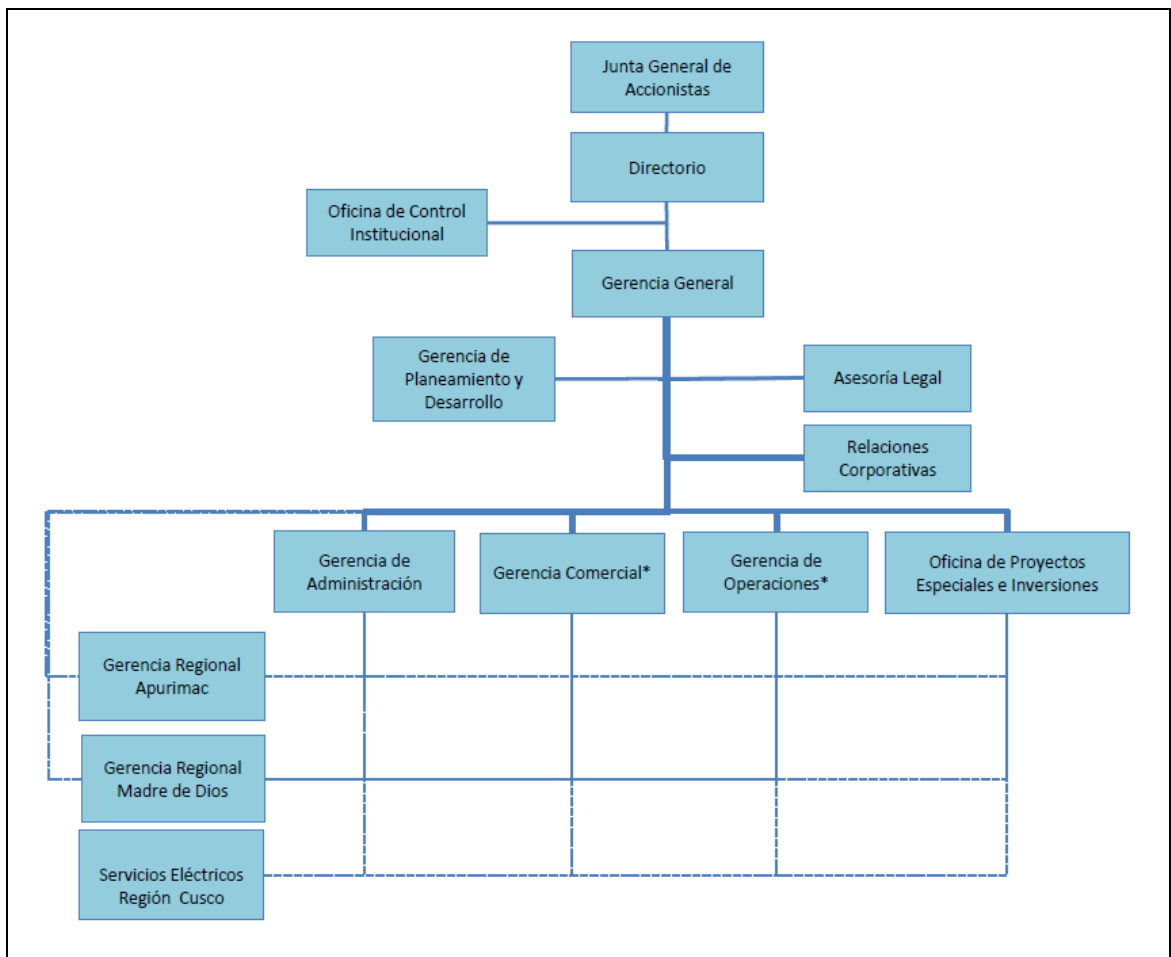 Junta General de
Accionistas
Directorio
Oficina de Control
Institucional
Gerencia General
Gerencia de
Planeamiento y
Desarrollo
Asesoría Legal
Relaciones
Corporativas
Gerencia de
Administración
Gerencia Comercial*
Gerencia de
Operaciones*
Oficina de Proyectos
Especiales e Inversiones
Gerencia Regional
Apurimac
Gerencia Regional
Madre de Dios
Servicios Eléctricos
Región Cusco